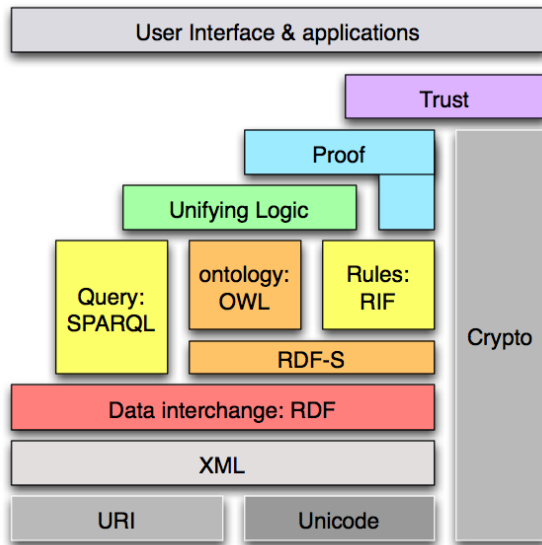 User Interface & applications
Trust
Proof
Unifying Logic
Query:
SPARQL
ontology:
OWL
Rules:
RIF
Crypto
RDF-S
Data interchange: RDF
XML
URI
Unicode